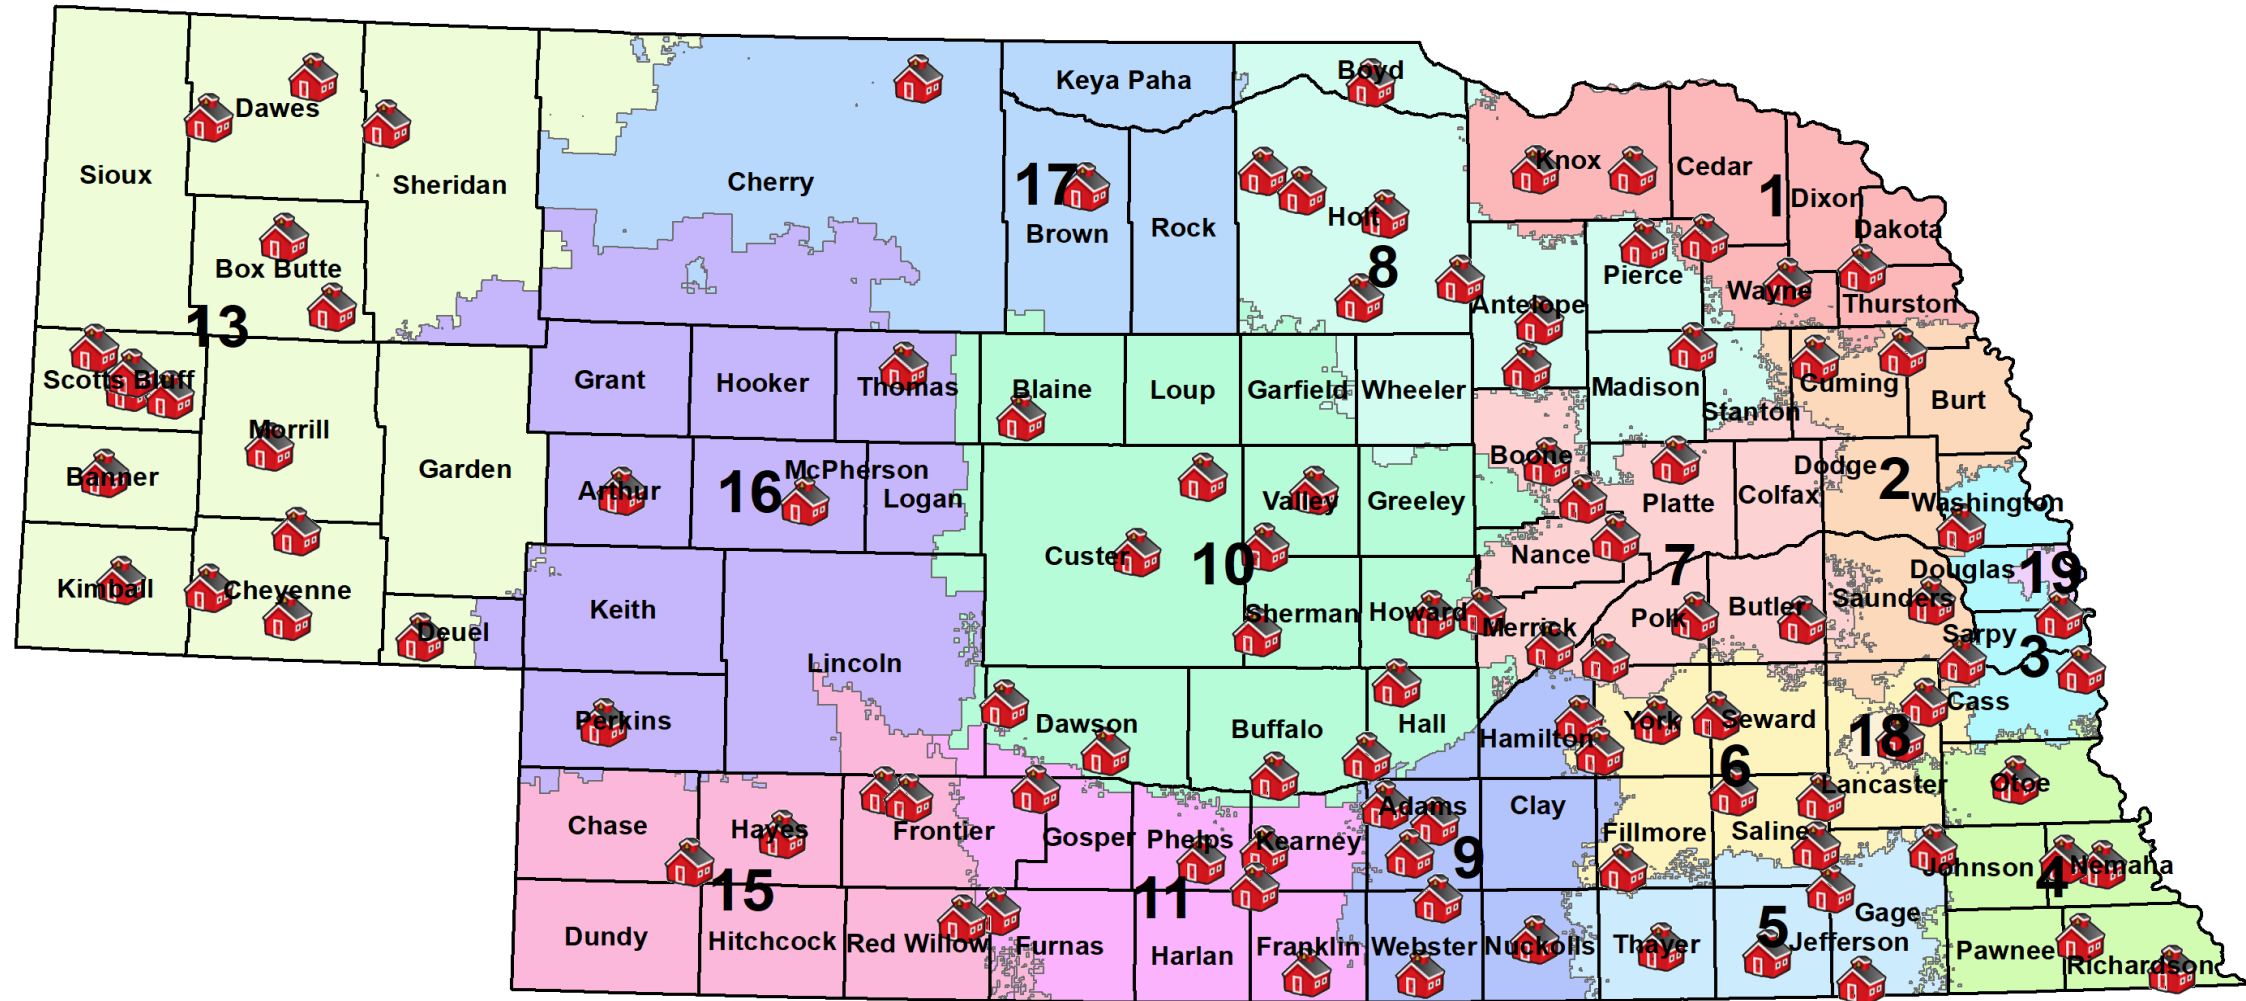 Boyd
Keya Paha
Dawes
Knox
Cedar
Sioux
Sheridan
Cherry
17
1
Dixon
Holt
Brown
Rock
Dakota
Box Butte
8
Pierce
Wayne
Antelope
Thurston
13
Scotts Bluff
Grant
Hooker
Thomas
Blaine
Loup
Garfield
Wheeler
Madison
Stanton
Cuming
Burt
Morrill
Garden
Banner
Arthur
16
McPherson
Logan
Valley
Greeley
Boone
Platte
Colfax
Dodge
2
Washington
Custer
10
Nance
7
Douglas
19
Kimball
Cheyenne
Keith
Sherman
Howard
Merrick
Polk
Butler
Saunders
Sarpy
3
Deuel
Lincoln
Perkins
Dawson
Buffalo
Hall
Hamilton
York
Seward
18
Cass
6
Lancaster
Otoe
Chase
Hayes
Frontier
Gosper
Phelps
Kearney
Adams
Clay
Fillmore
Saline
9
Johnson
4
Nemaha
15
11
Dundy
Hitchcock
Red Willow
Furnas
Harlan
Franklin
Webster
Nuckolls
Thayer
5
Jefferson
Gage
Pawnee
Richardson